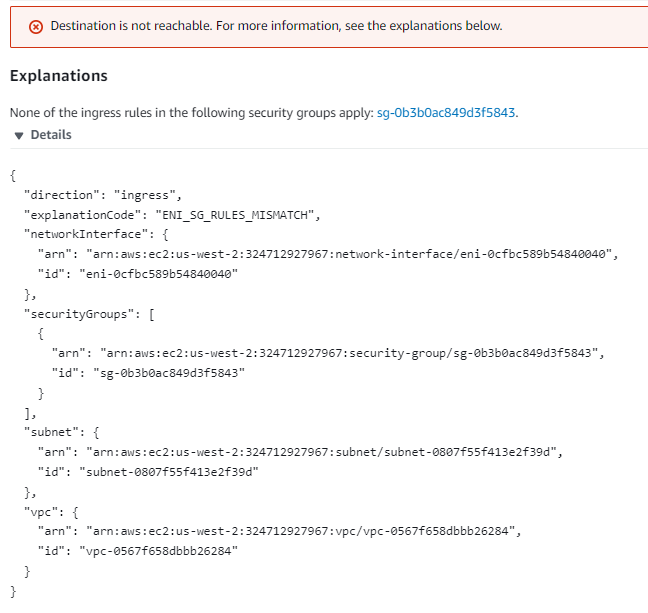 Destination is not reachable. For more information, see the explanations below.
Explanations
None of the ingress rules in the following security groups apply: sg-0b3b0ac849d3f5843.
Details
{
  "direction": "ingress",
  "explanationCode": "ENI_SG_RULES_MISMATCH",
  "networkInterface": {
    "arn": "arn:aws:ec2:us-west-2:324712927967:network-interface/eni-0cfbc589b54840040",
    "id": "eni-0cfbc589b54840040"
  },
  "securityGroups": [
    {
      "arn": "arn:aws:ec2:us-west-2:324712927967:security-group/sg-0b3b0ac849d3f5843",
      "id": "sg-0b3b0ac849d3f5843"
    }
  ],
  "subnet": {
    "arn": "arn:aws:ec2:us-west-2:324712927967:subnet/subnet-0807f55f413e2f39d",
    "id": "subnet-0807f55f413e2f39d"
  },
  "vpc": {
    "arn": "arn:aws:ec2:us-west-2:324712927967:vpc/vpc-0567f658dbbb26284",
    "id": "vpc-0567f658dbbb26284"
  }
}